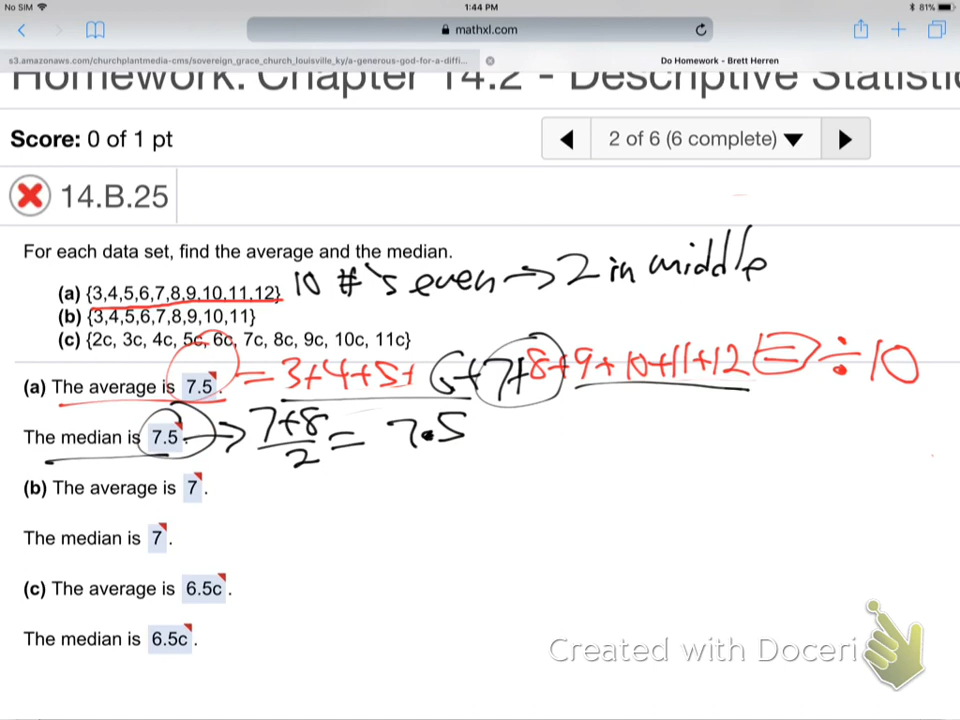 No SIM 1:44 PM 81%
mathxl.com
s3.amazonaws.com/churchplantmedia-cms/sovereign_grace_church_louisville_ky/a-generous-god-for-a-diffi... Do Homework - Brett Herren
Homework: Chapter 14.2 - Descriptive Statisti
Score: 0 of 1 pt 2 of 6 (6 complete)
14.B.25
For each data set, find the average and the median.
10 #'s even → 2 in middle
(a) {3,4,5,6,7,8,9,10,11,12}
(b) {3,4,5,6,7,8,9,10,11}
(c) {2c, 3c, 4c, 5c, 6c, 7c, 8c, 9c, 10c, 11c}
(a) The average is 7.5 = 3+4+5+6+7+8+9+10+11+12 = ÷ 10
The median is 7.5. → 7+8/2 = 7.5
(b) The average is 7.
The median is 7.
(c) The average is 6.5c.
The median is 6.5c.
Created with Doceri